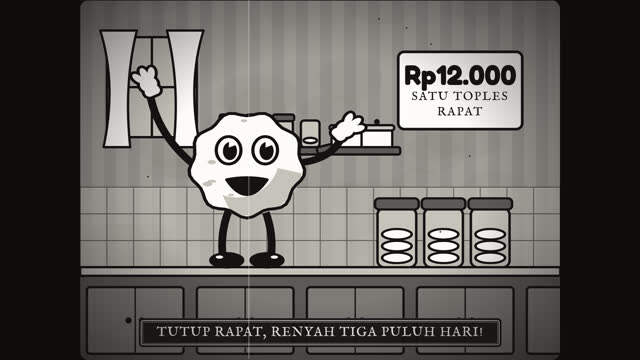 Rp12.000
SATU TOPLES
RAPAT
TUTUP RAPAT, RENYAH TIGA PULUH HARI!